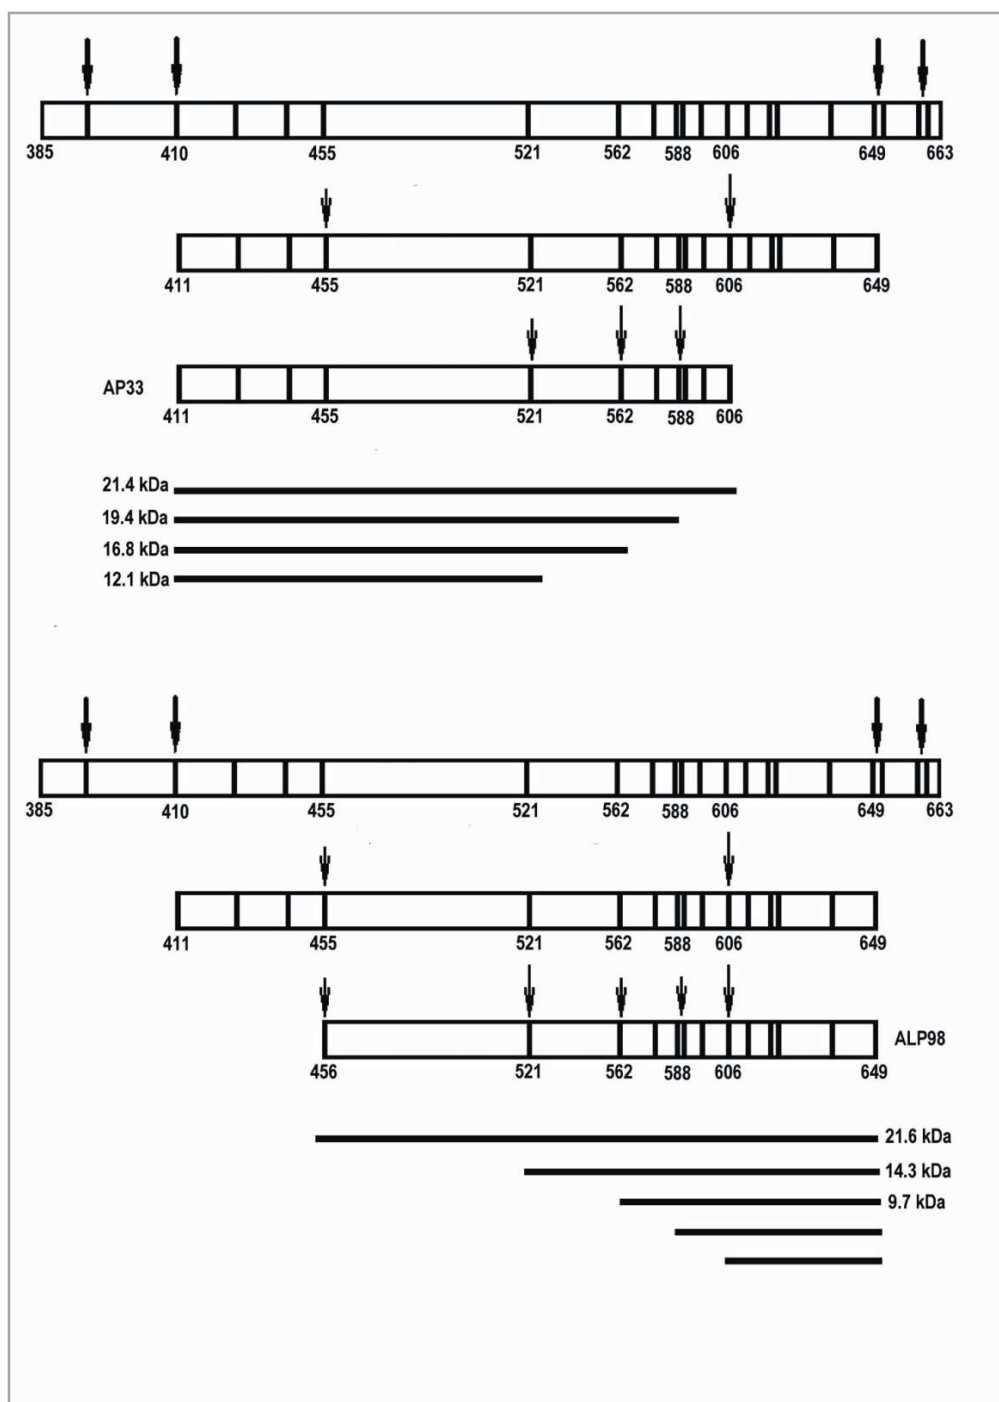 385 410 455 521 562 588 606 649 663
411 455 521 562 588 606 649
AP33
411 455 521 562 588 606
21.4 kDa
19.4 kDa
16.8 kDa
12.1 kDa
385 410 455 521 562 588 606 649 663
411 455 521 562 588 606 649
ALP98
456 521 562 588 606 649
21.6 kDa
14.3 kDa
9.7 kDa